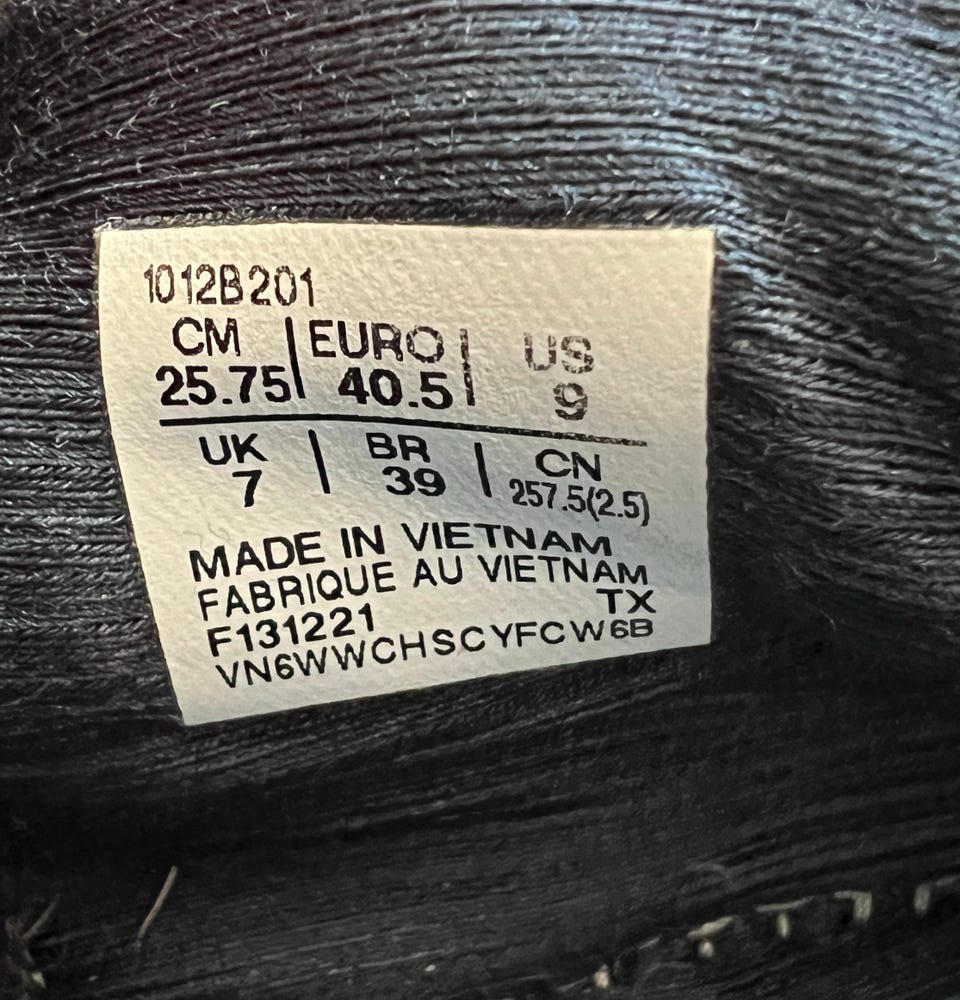 1012B201
CM | EURO | US
25.75 | 40.5 | 9
UK | BR | CN
7 | 39 | 257.5(2.5)
MADE IN VIETNAM
FABRIQUE AU VIETNAM
F131221 TX
VN6WWCHSCYFCW6B